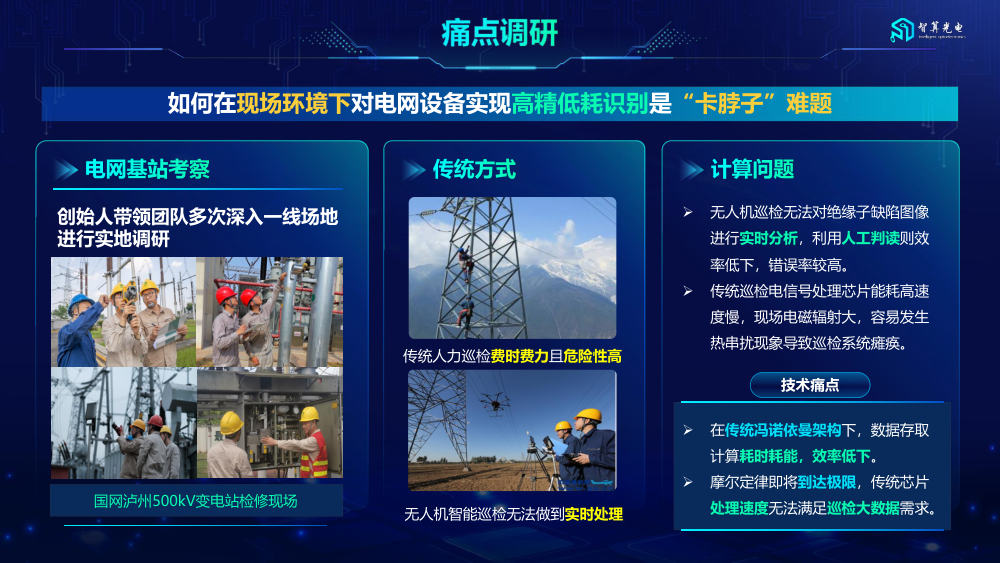 痛点调研
智算光电
如何在现场环境下对电网设备实现高精低耗识别是“卡脖子”难题
电网基站考察
创始人带领团队多次深入一线场地
进行实地调研
国网泸州500kV变电站检修现场
传统方式
传统人力巡检费时费力且危险性高
无人机智能巡检无法做到实时处理
计算问题
无人机巡检无法对绝缘子缺陷图像
进行实时分析，利用人工判读则效
率低下，错误率较高。
传统巡检电信号处理芯片能耗高速
度慢，现场电磁辐射大，容易发生
热串扰现象导致巡检系统瘫痪。
技术痛点
在传统冯诺依曼架构下，数据存取
计算耗时耗能，效率低下。
摩尔定律即将到达极限，传统芯片
处理速度无法满足巡检大数据需求。